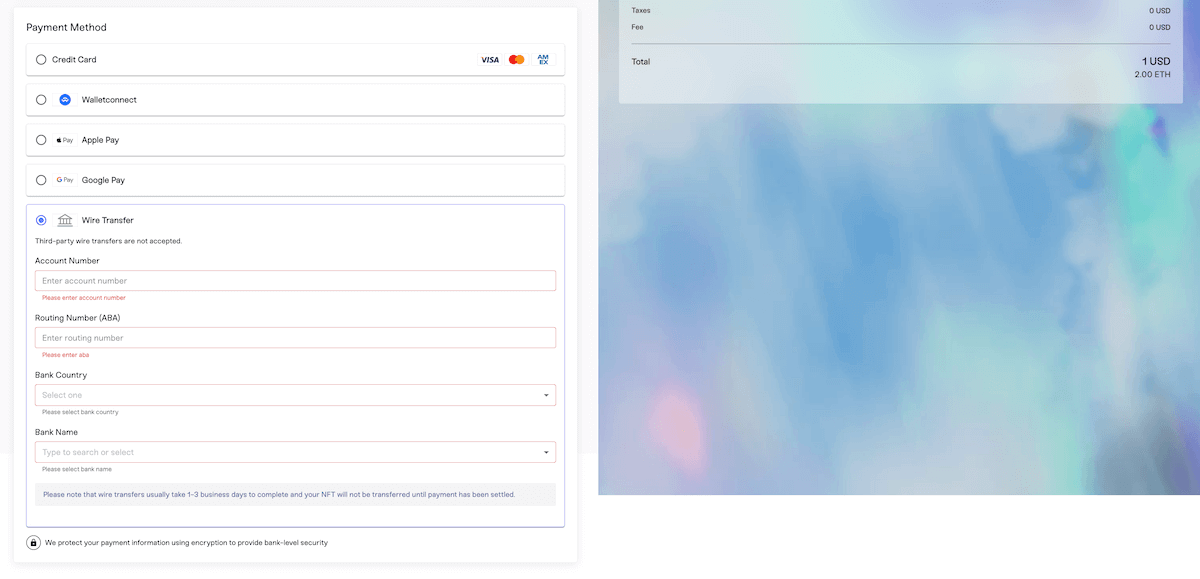 Payment Method
Credit Card VISA AM EX
Walletconnect
Pay Apple Pay
G Pay Google Pay
Wire Transfer
Third-party wire transfers are not accepted.
Account Number
Enter account number
Please enter account number
Routing Number (ABA)
Enter routing number
Please enter aba
Bank Country
Select one
Please select bank country
Bank Name
Type to search or select
Please select bank name
Please note that wire transfers usually take 1-3 business days to complete and your NFT will not be transferred until payment has been settled.
We protect your payment information using encryption to provide bank-level security
Taxes 0 USD
Fee 0 USD
Total 1 USD
2.00 ETH